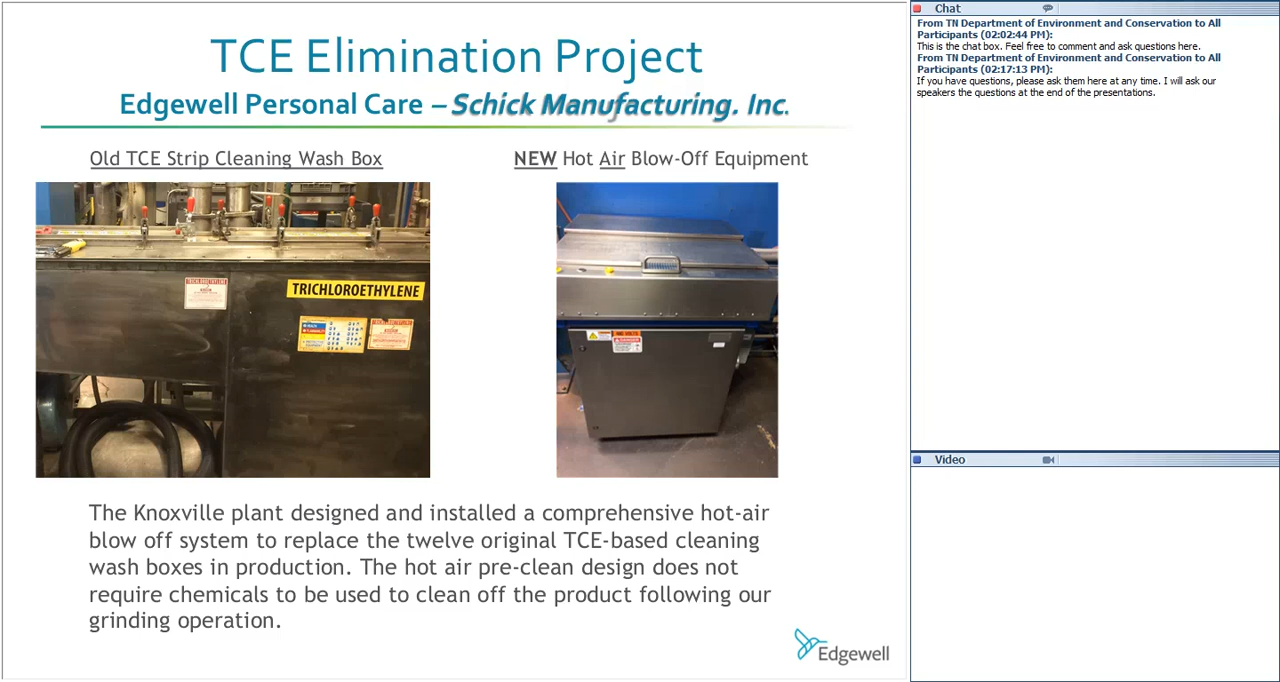 TCE Elimination Project
Edgewell Personal Care – Schick Manufacturing. Inc.
Old TCE Strip Cleaning Wash Box
NEW Hot Air Blow-Off Equipment
TRICHLOROETHYLENE
TRICHLOROETHYLENE
DANGER
The Knoxville plant designed and installed a comprehensive hot-air
blow off system to replace the twelve original TCE-based cleaning
wash boxes in production. The hot air pre-clean design does not
require chemicals to be used to clean off the product following our
grinding operation.
Edgewell
Chat
From TN Department of Environment and Conservation to All
Participants (02:02:44 PM):
This is the chat box. Feel free to comment and ask questions here.
From TN Department of Environment and Conservation to All
Participants (02:17:13 PM):
If you have questions, please ask them here at any time. I will ask our
speakers the questions at the end of the presentations.
Video